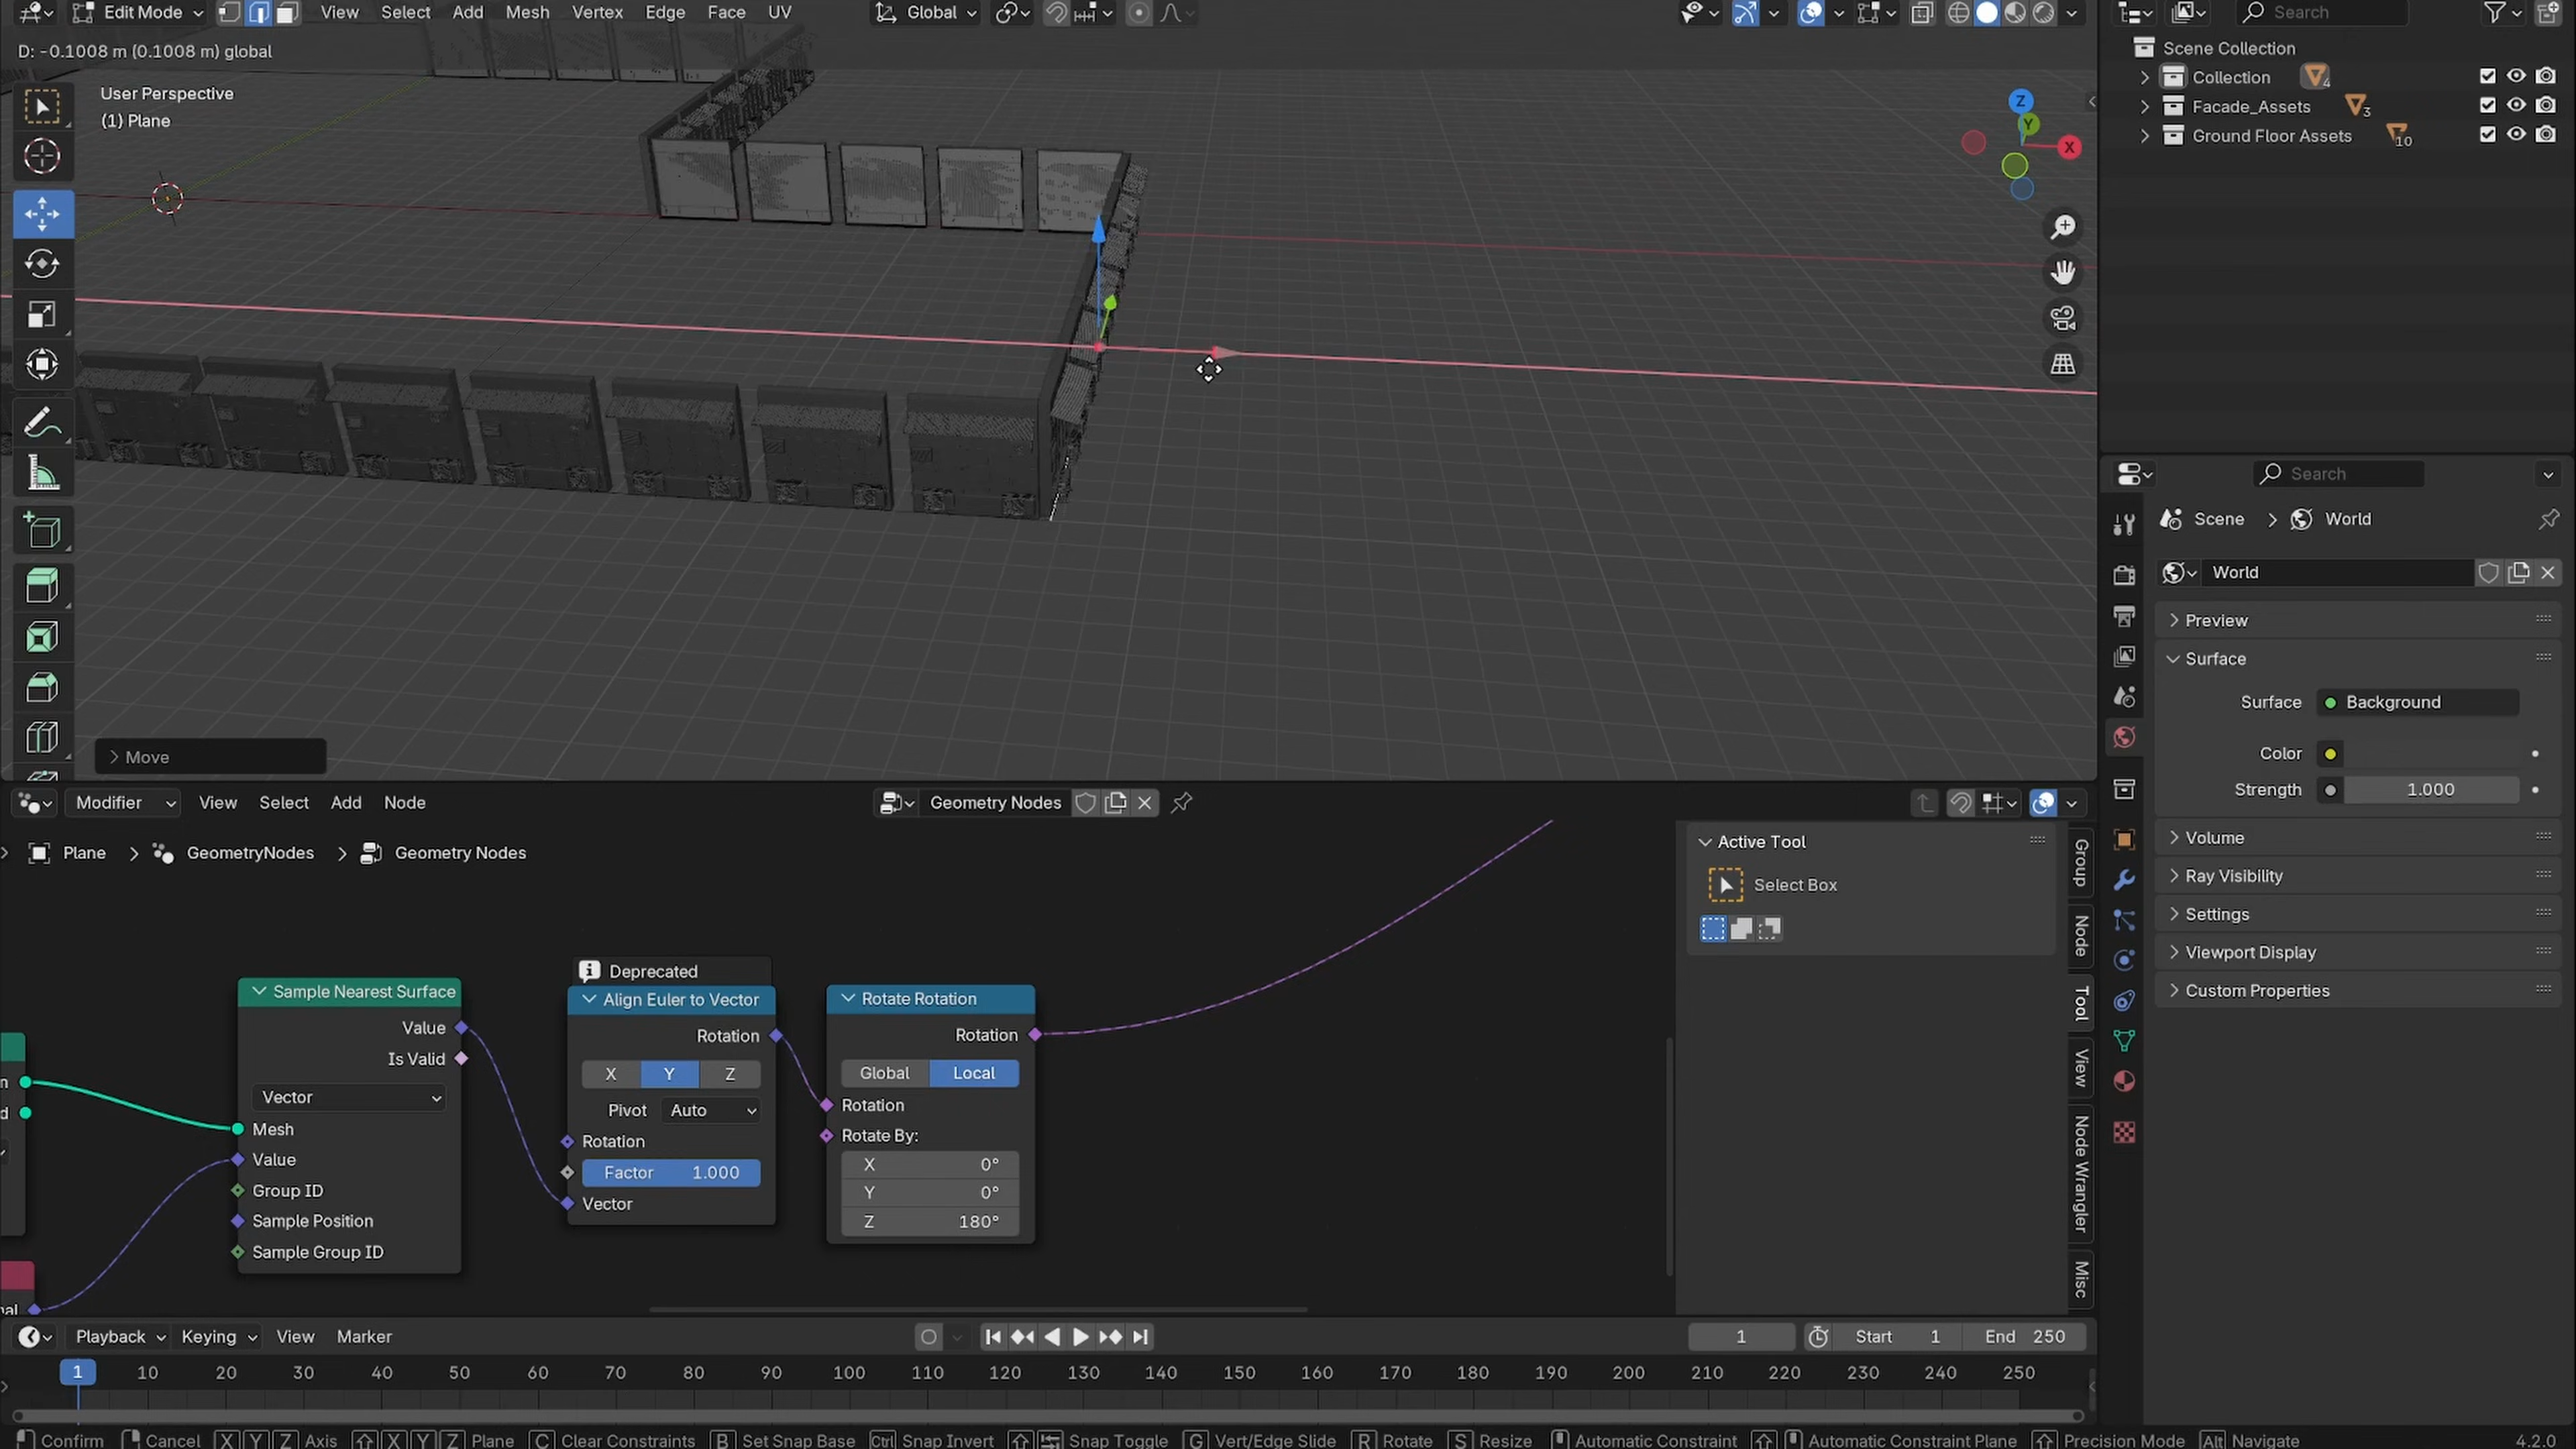 Edit Mode View Select Add Mesh Vertex Edge Face UV Global Search
D: -0.1008 m (0.1008 m) global
User Perspective
(1) Plane
Z
Y
X
Move
Scene Collection
Collection 4
Facade_Assets 3
Ground Floor Assets 10
Search
Scene > World
World
Preview
Surface
Surface Background
Color
Strength 1.000
Volume
Ray Visibility
Settings
Viewport Display
Custom Properties
Modifier View Select Add Node Geometry Nodes
Plane > GeometryNodes > Geometry Nodes
Sample Nearest Surface
Value
Is Valid
Vector
Mesh
Value
Group ID
Sample Position
Sample Group ID
Deprecated
Align Euler to Vector
Rotation
X Y Z
Pivot Auto
Rotation
Factor 1.000
Vector
Rotate Rotation
Rotation
Global Local
Rotation
Rotate By:
X 0°
Y 0°
Z 180°
Active Tool
Select Box
Group
Node
Tool
View
Node Wrangler
Misc
Playback Keying View Marker 1 Start 1 End 250
1 10 20 30 40 50 60 70 80 90 100 110 120 130 140 150 160 170 180 190 200 210 220 230 240 250
Confirm Cancel X Y Z Axis X Y Z Plane C Clear Constraints B Set Snap Base Ctrl Snap Invert Snap Toggle G Vert/Edge Slide R Rotate S Resize Automatic Constraint Automatic Constraint Plane Precision Mode Alt Navigate 4.2.0